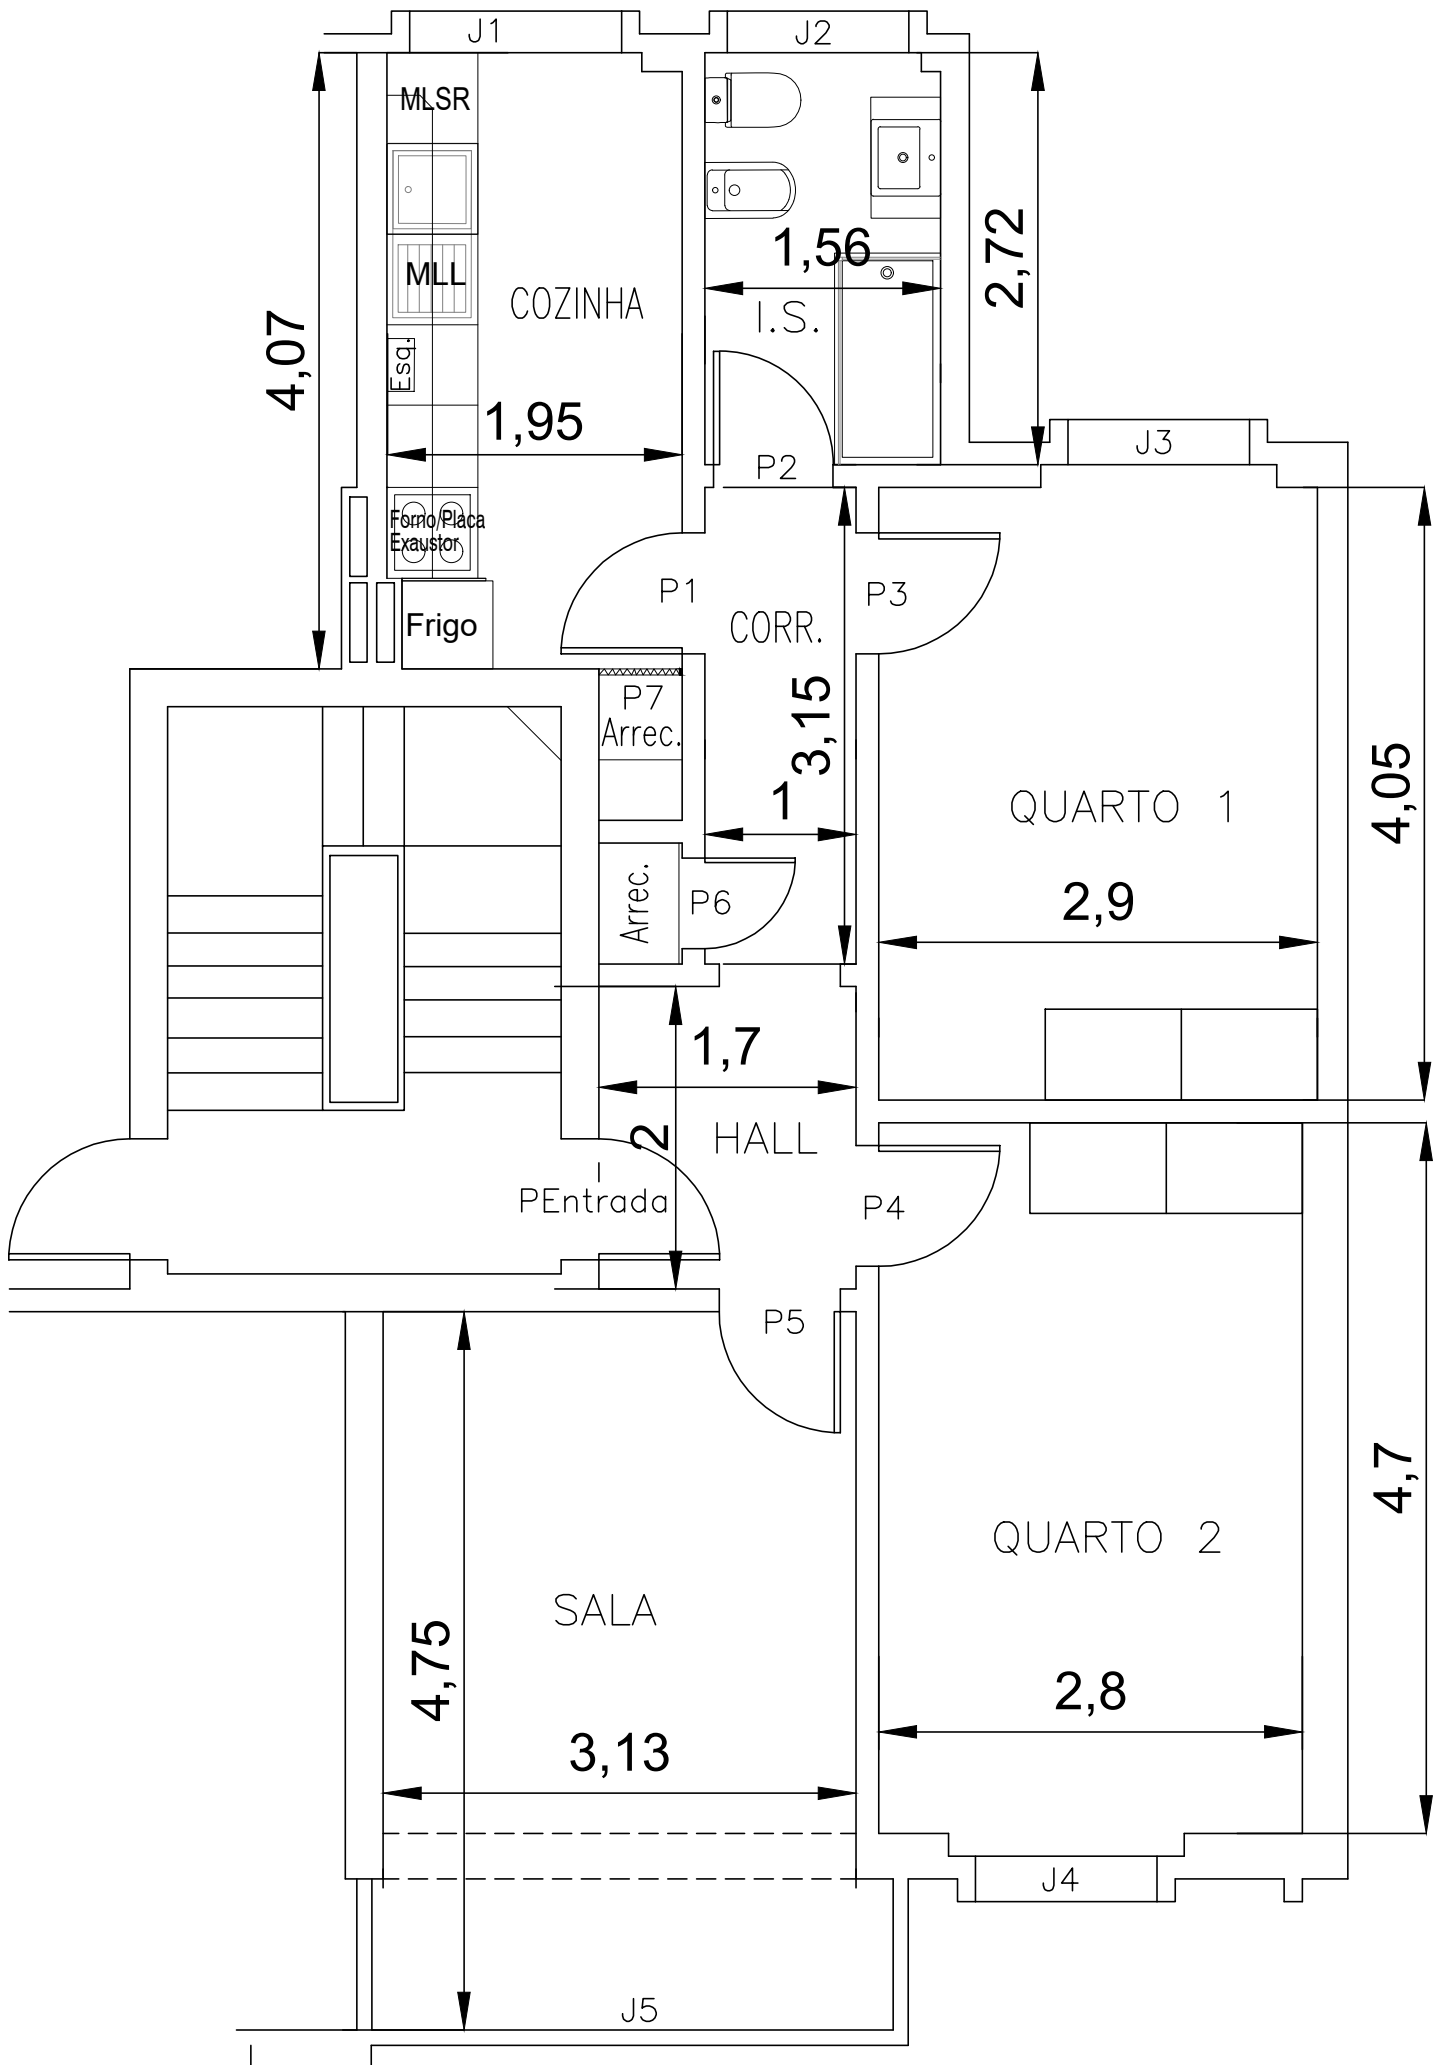 J1
J2
MLSR
1,56
2,72
MLL
COZINHA
I.S.
4,07
Esq.
1,95
P2
J3
Forno/Placa
Exaustor
P1
P3
Frigo
CORR.
P7
Arrec.
3,15
1
QUARTO 1
4,05
Arrec.
P6
2,9
1,7
2
HALL
PEntrada
P4
P5
4,7
QUARTO 2
SALA
4,75
2,8
3,13
J4
J5